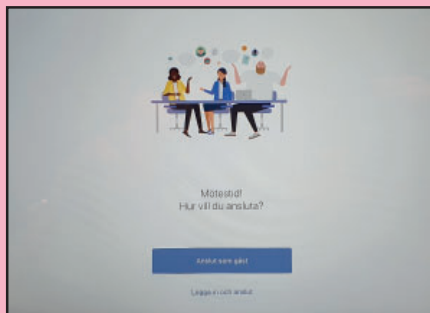 Mötestid!
Hur vill du ansluta?
Anslut som gäst
Logga in och anslut